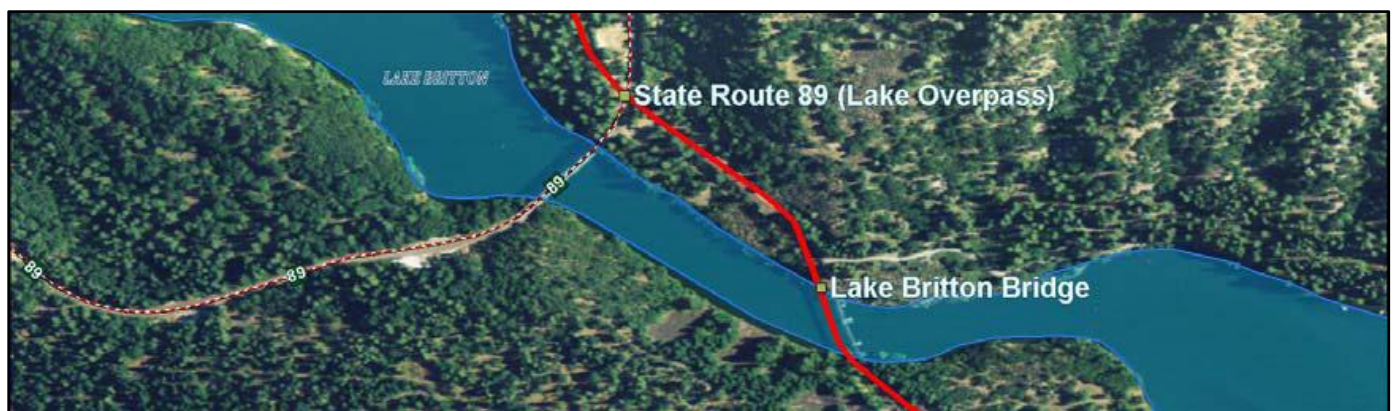 LAKE BRITTON
State Route 89 (Lake Overpass)
89
89
89
Lake Britton Bridge